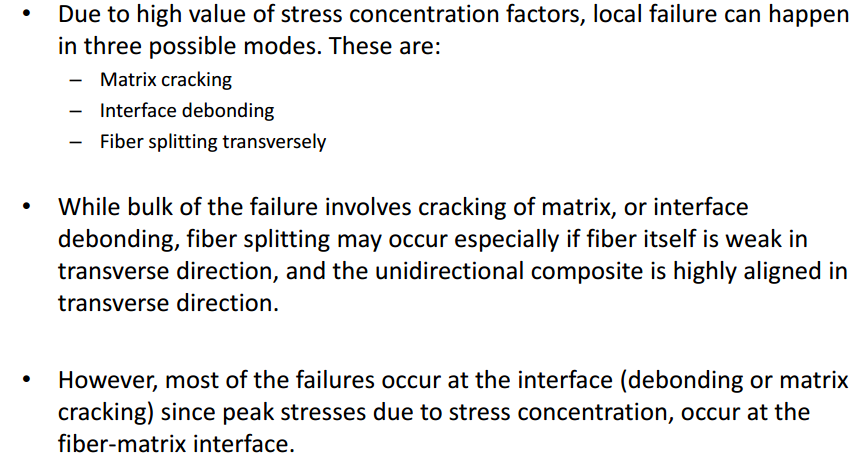 • Due to high value of stress concentration factors, local failure can happen
in three possible modes. These are:
– Matrix cracking
– Interface debonding
– Fiber splitting transversely
• While bulk of the failure involves cracking of matrix, or interface
debonding, fiber splitting may occur especially if fiber itself is weak in
transverse direction, and the unidirectional composite is highly aligned in
transverse direction.
• However, most of the failures occur at the interface (debonding or matrix
cracking) since peak stresses due to stress concentration, occur at the
fiber-matrix interface.